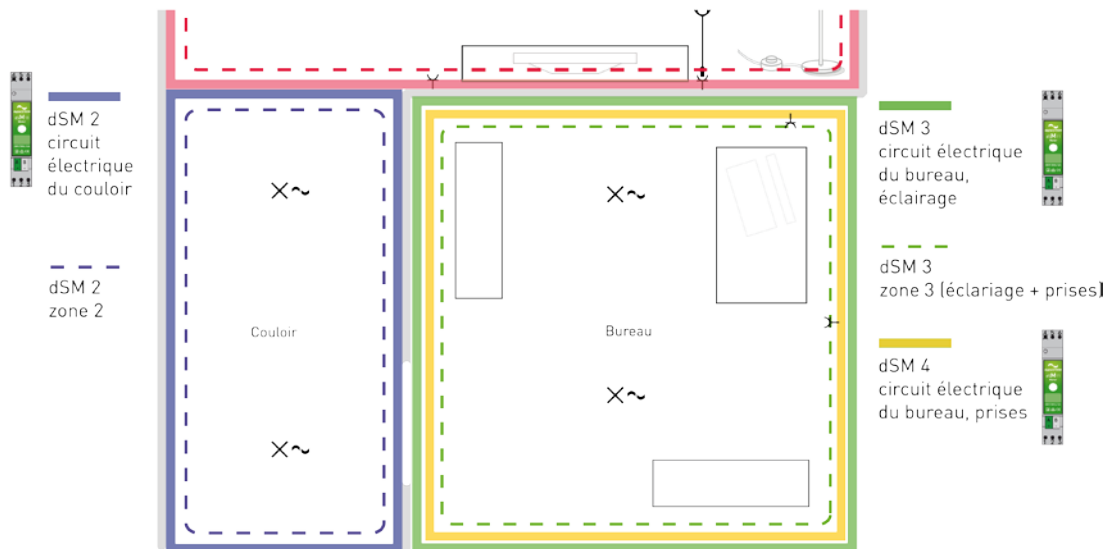 dSM 2
circuit
électrique
du couloir
dSM 2
zone 2
Couloir
Bureau
dSM 3
circuit électrique
du bureau,
éclairage
dSM 3
zone 3 (éclariage + prises)
dSM 4
circuit électrique
du bureau, prises